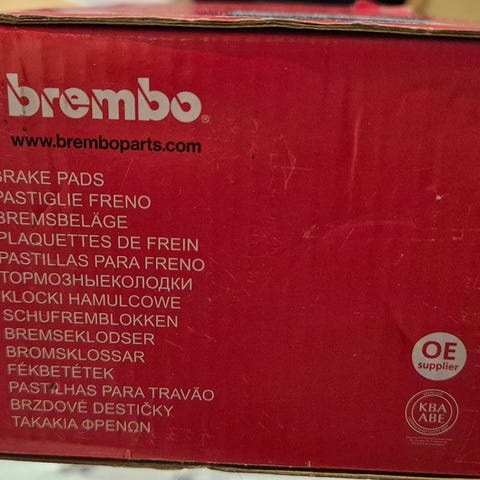 brembo®
www.bremboparts.com
BRAKE PADS
PASTIGLIE FRENO
BREMSBELÄGE
PLAQUETTES DE FREIN
PASTILLAS PARA FRENO
ТОРМОЗНЫЕКОЛОДКИ
KLOCKI HAMULCOWE
SCHIJFREMBLOKKEN
BREMSEKLODSER
BROMSKLOSSAR
FÉKBETÉTEK
PASTILHAS PARA TRAVÃO
BRZDOVÉ DESTIČKY
ΤΑΚΑΚΙΑ ΦΡΕΝΩΝ
OE
supplier
KBA
ABE